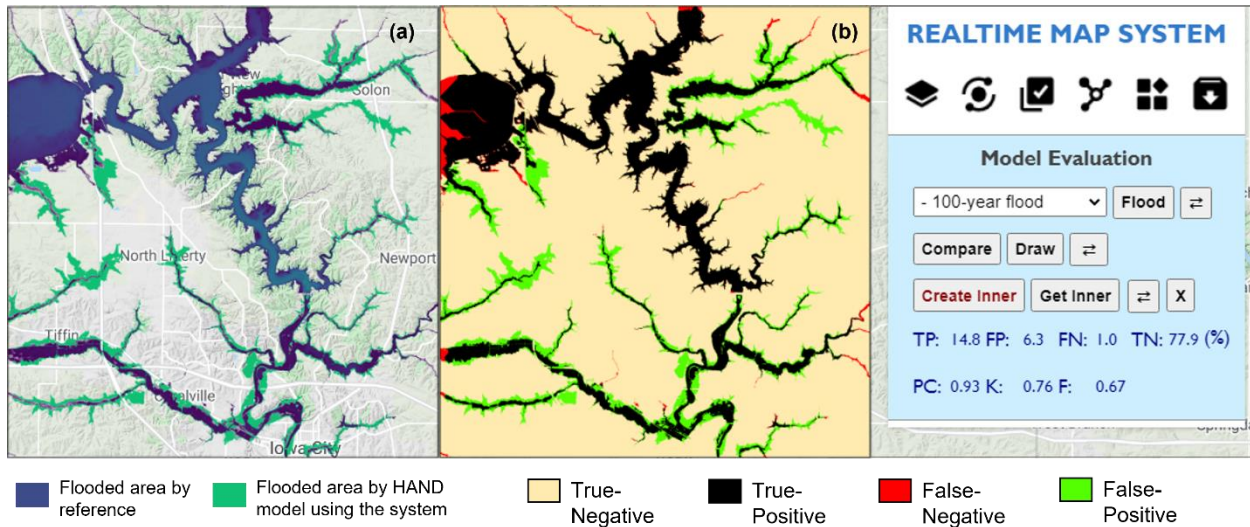 (a)
Solon
North Liberty
Newport
Tiffin
Iowa City
(b)
REALTIME MAP SYSTEM
Model Evaluation
- 100-year flood
Flood
⇄
Compare
Draw
⇄
Create Inner
Get Inner
⇄
X
TP: 14.8 FP: 6.3 FN: 1.0 TN: 77.9 (%)
PC: 0.93 K: 0.76 F: 0.67
Flooded area by
reference
Flooded area by HAND
model using the system
True-
Negative
True-
Positive
False-
Negative
False-
Positive